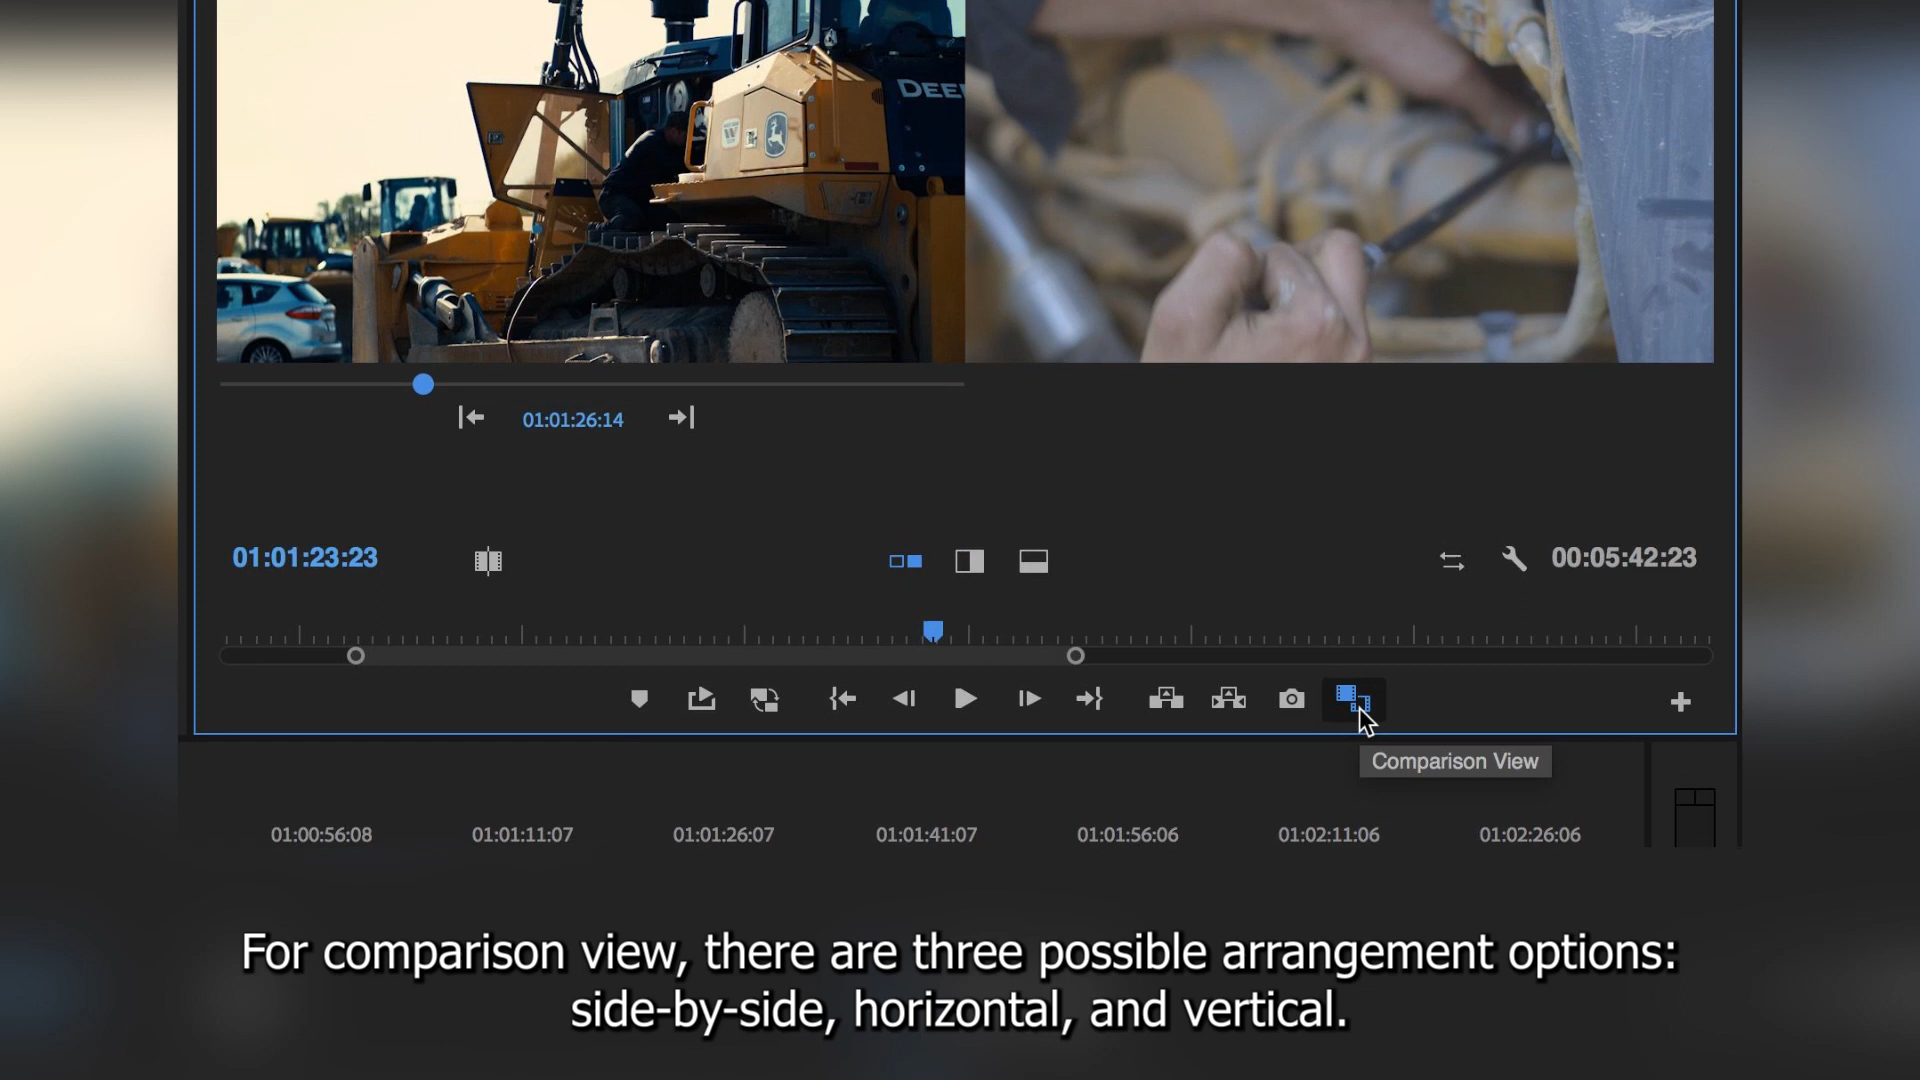 DEER
01:01:26:14
01:01:23:23
00:05:42:23
Comparison View
01:00:56:08 01:01:11:07 01:01:26:07 01:01:41:07 01:01:56:06 01:02:11:06 01:02:26:06
For comparison view, there are three possible arrangement options:
side-by-side, horizontal, and vertical.